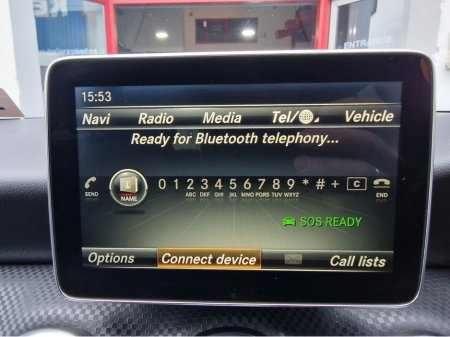 15:53
Navi Radio Media Tel/ Vehicle
Ready for Bluetooth telephony...
SEND NAME 0 1 2 3 4 5 6 7 8 9 * # + C END
ABC DEF GHI JKL MNO PQRS TUV WXYZ
SOS READY
Options Connect device Call lists
KE
ENTRANCE